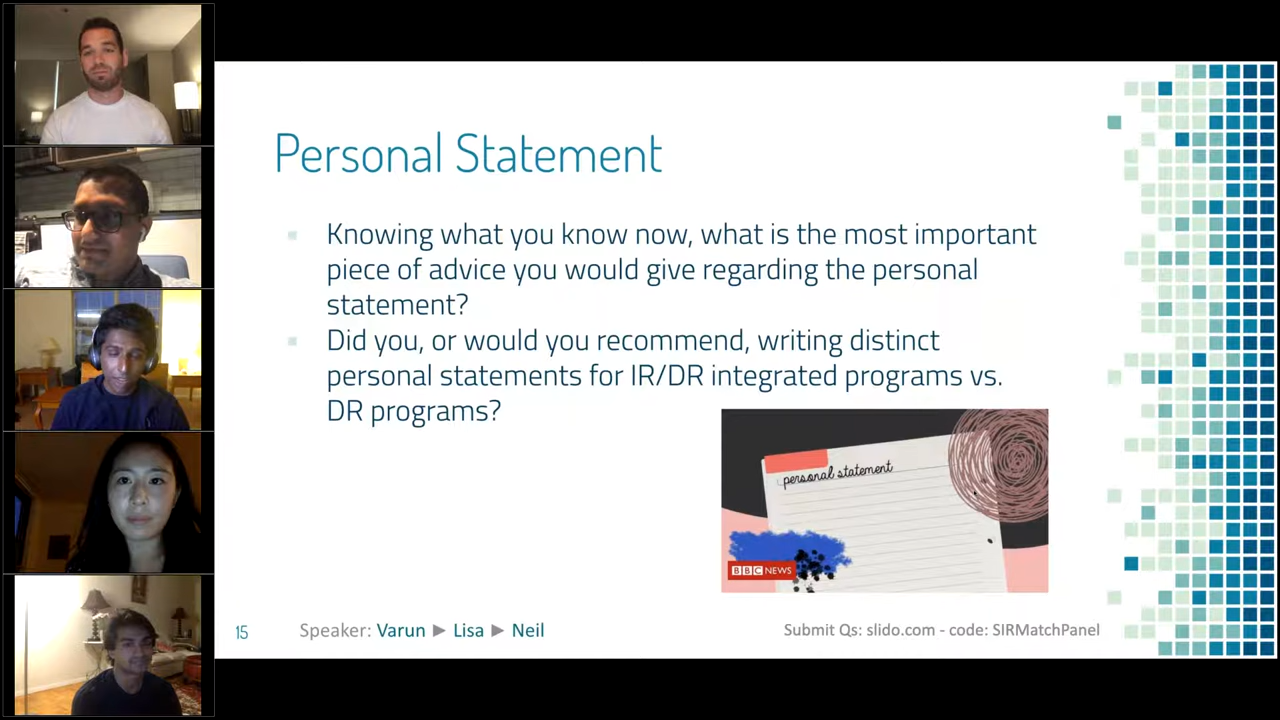 Personal Statement
Knowing what you know now, what is the most important
piece of advice you would give regarding the personal
statement?
Did you, or would you recommend, writing distinct
personal statements for IR/DR integrated programs vs.
DR programs?
personal statement
BBC NEWS
15
Speaker: Varun ► Lisa ► Neil
Submit Qs: slido.com - code: SIRMatchPanel